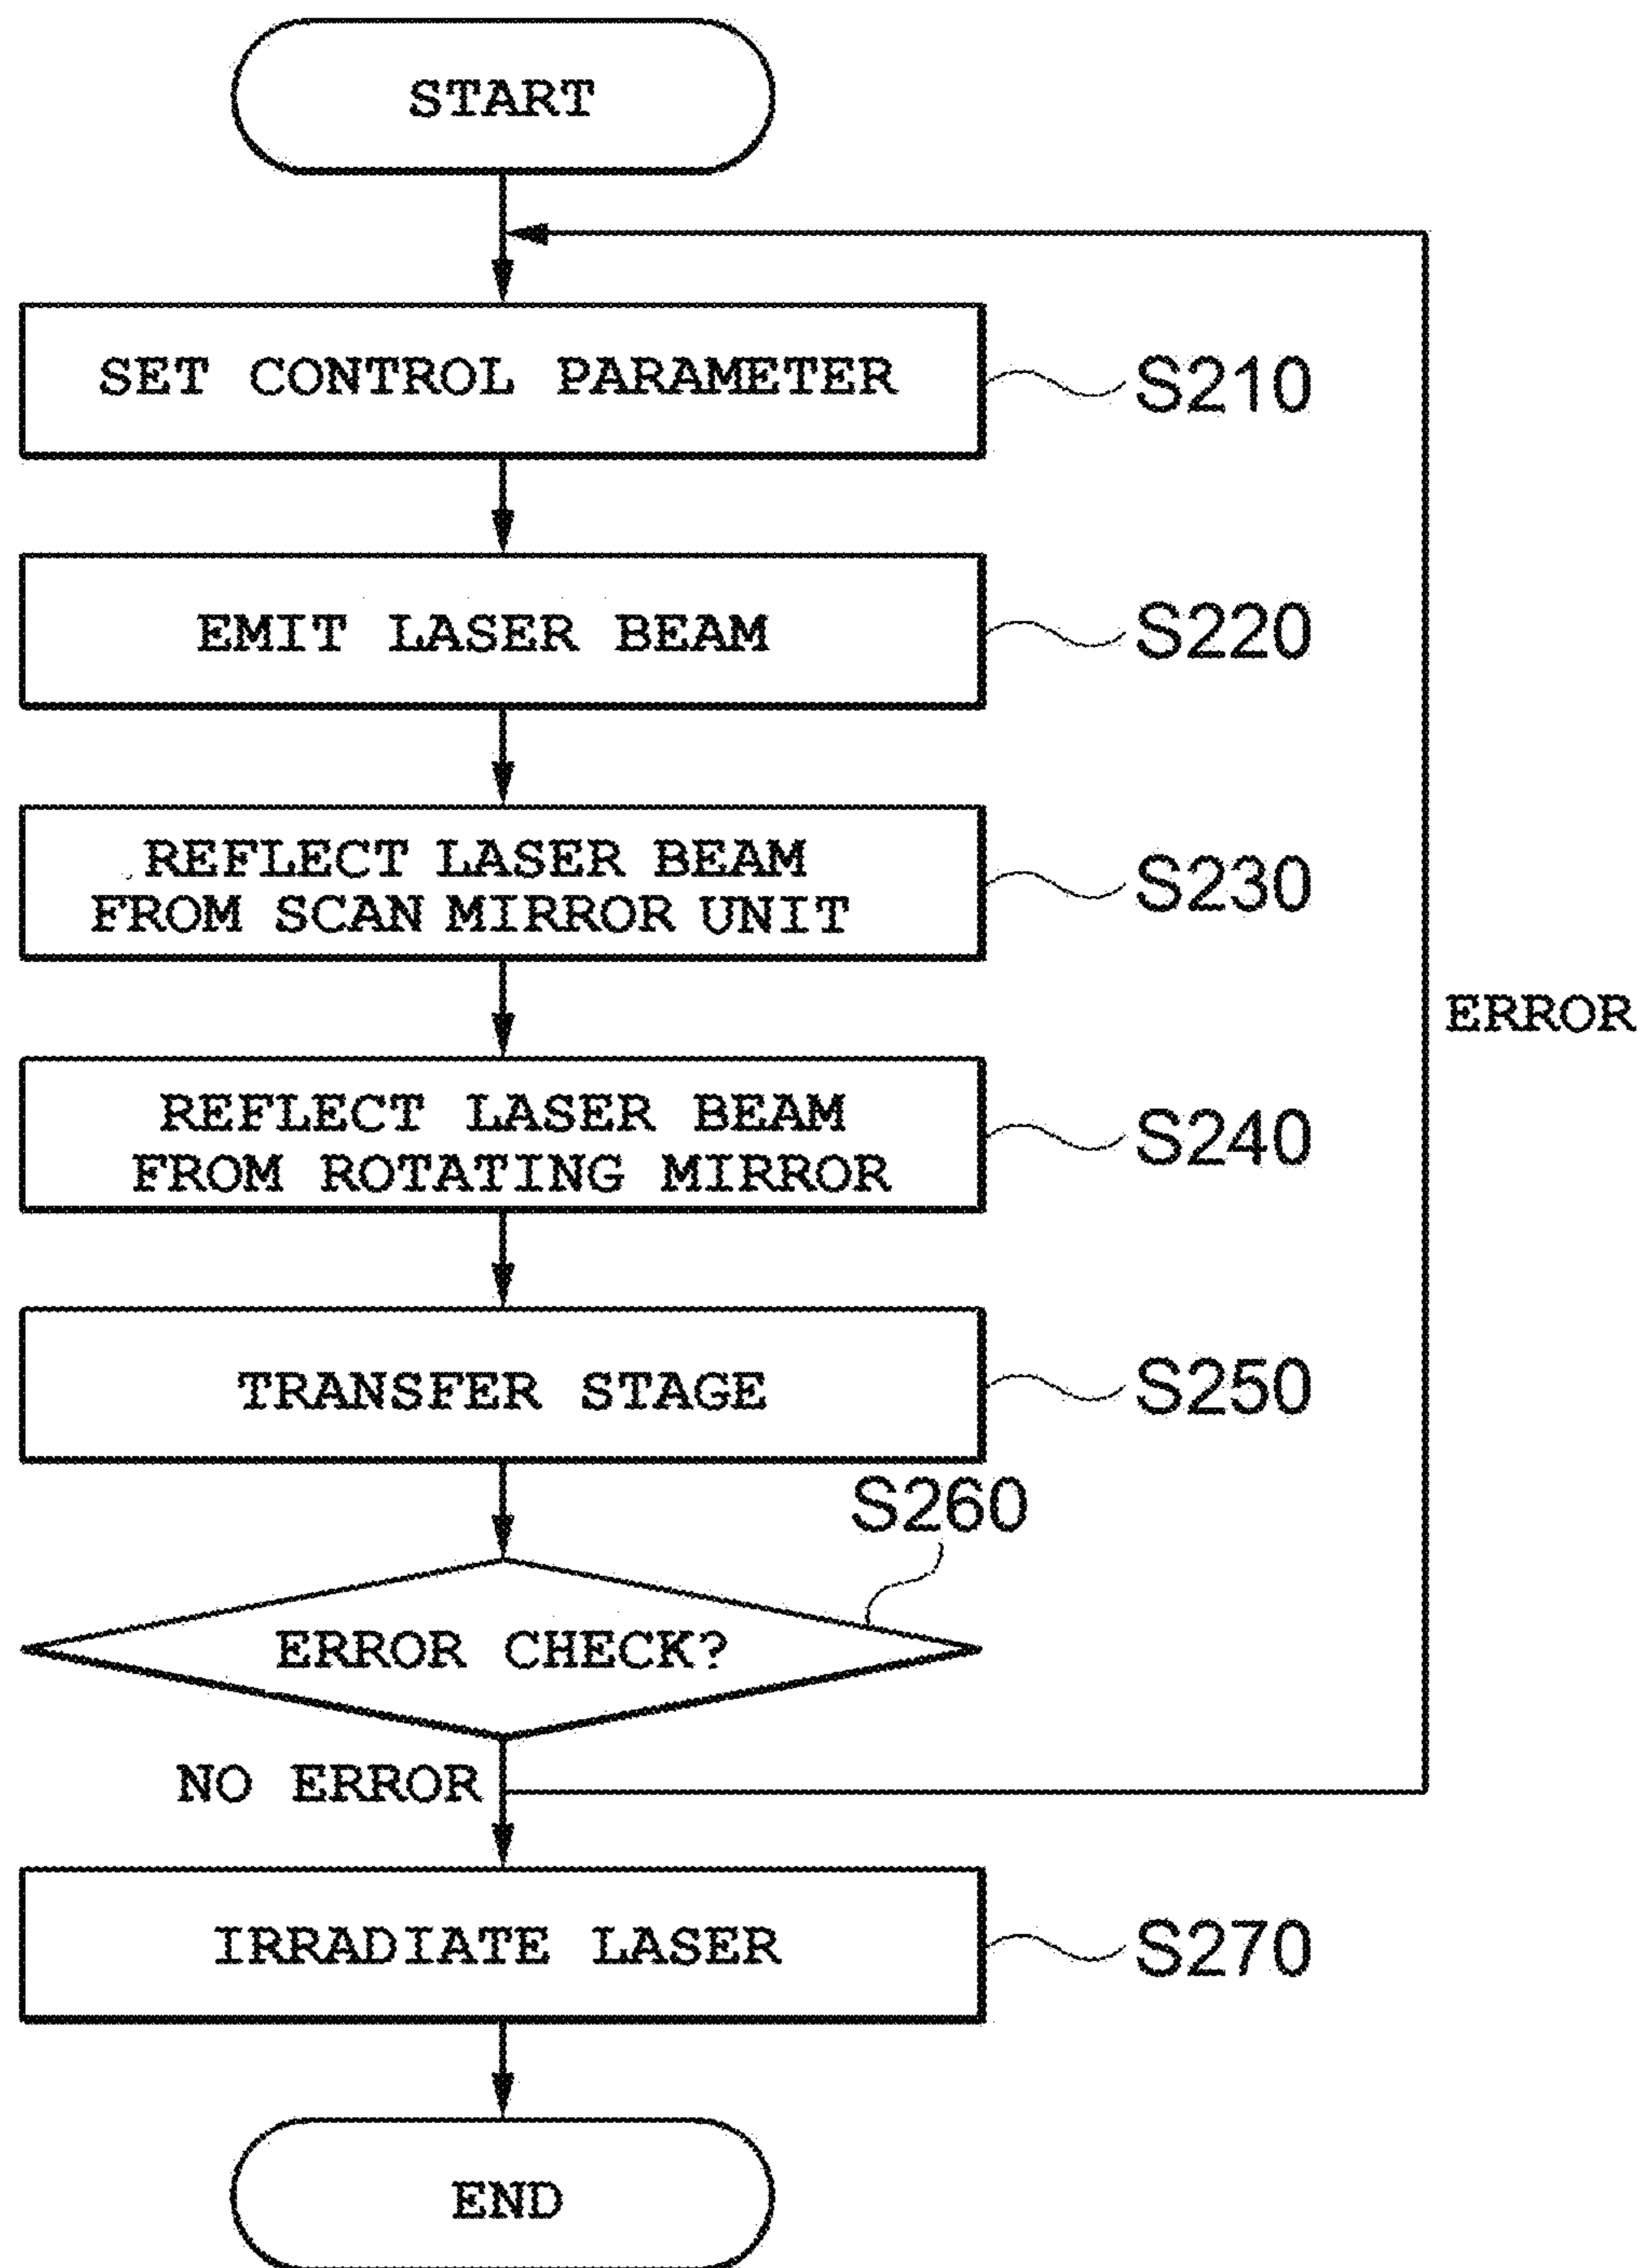 START
SET CONTROL PARAMETER
S210
EMIT LASER BEAM
S220
REFLECT LASER BEAM
FROM SCAN MIRROR UNIT
S230
ERROR
REFLECT LASER BEAM
FROM ROTATING MIRROR
S240
TRANSFER STAGE
S250
S260
ERROR CHECK?
NO ERROR
IRRADIATE LASER
S270
END